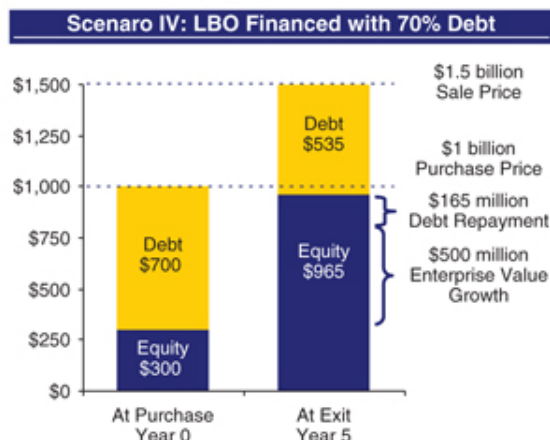 Scenaro IV: LBO Financed with 70% Debt
$1,500
$1,250
$1,000
$750
$500
$250
$0
Debt
$700
Equity
$300
Debt
$535
Equity
$965
$1.5 billion
Sale Price
$1 billion
Purchase Price
$165 million
Debt Repayment
$500 million
Enterprise Value
Growth
At Purchase
Year 0
At Exit
Year 5